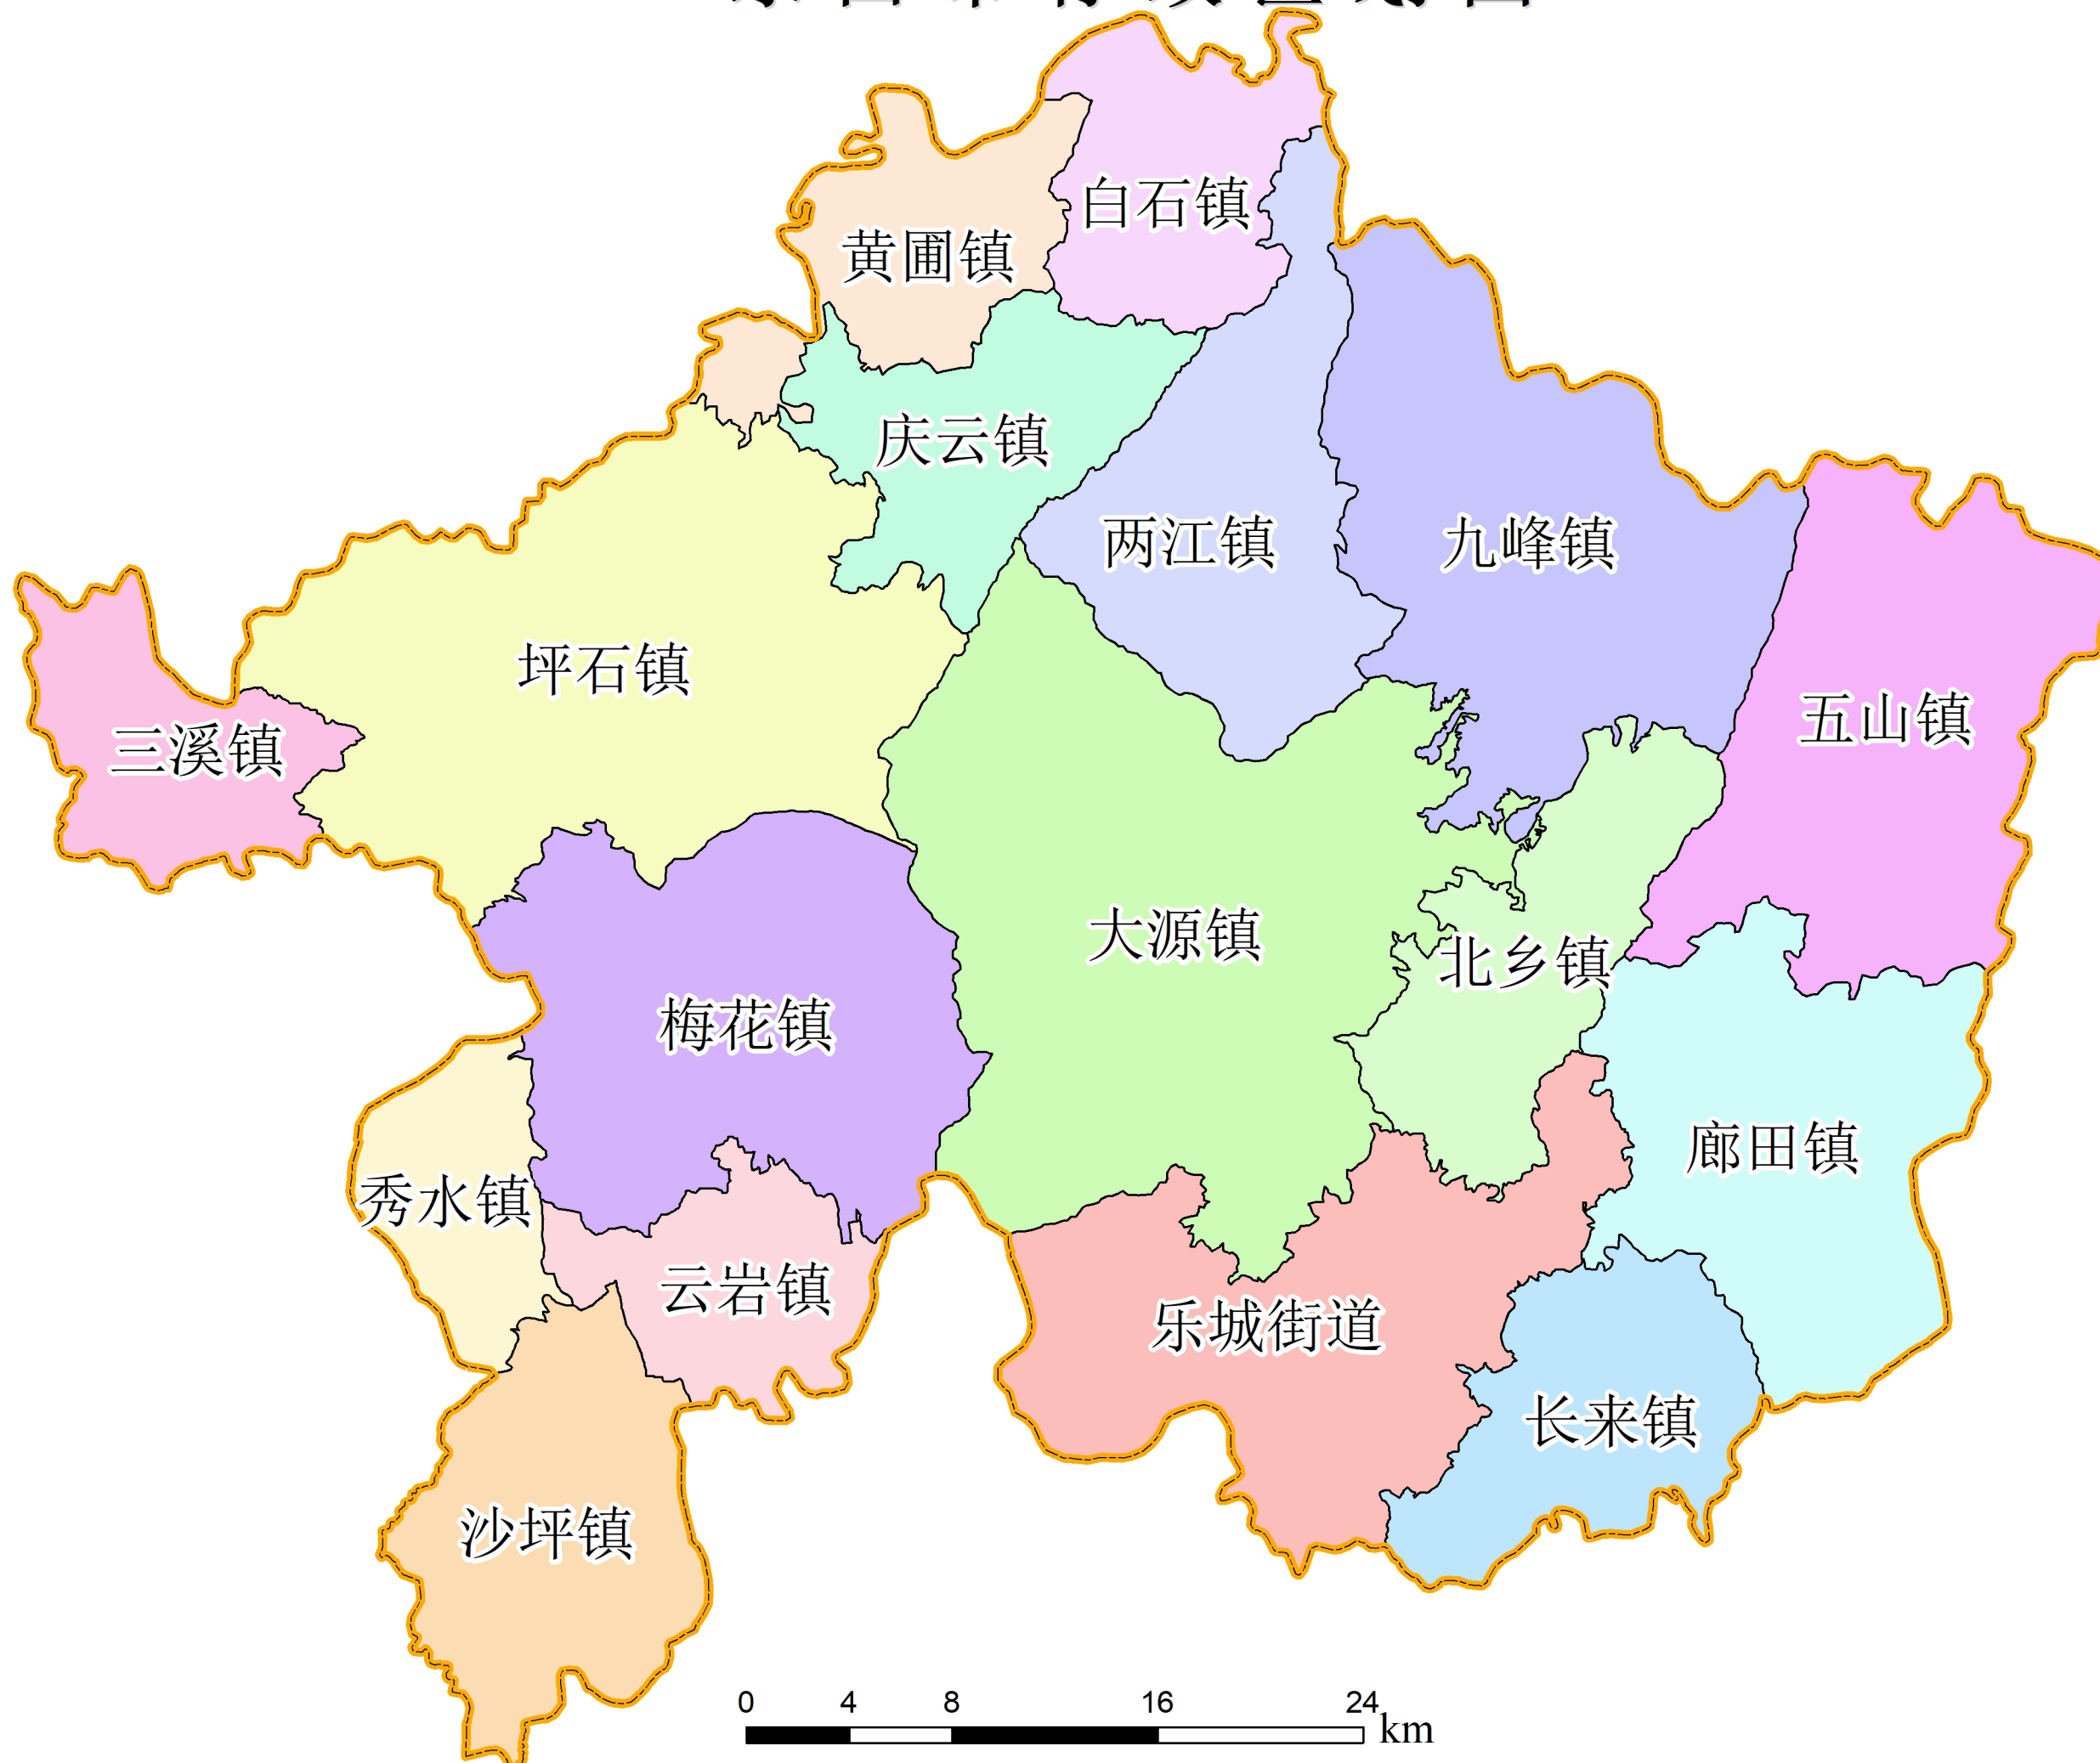 白石镇
黄圃镇
庆云镇
两江镇
九峰镇
坪石镇
五山镇
三溪镇
大源镇
北乡镇
梅花镇
廊田镇
秀水镇
云岩镇
乐城街道
长来镇
沙坪镇
0 4 8 16 24
km